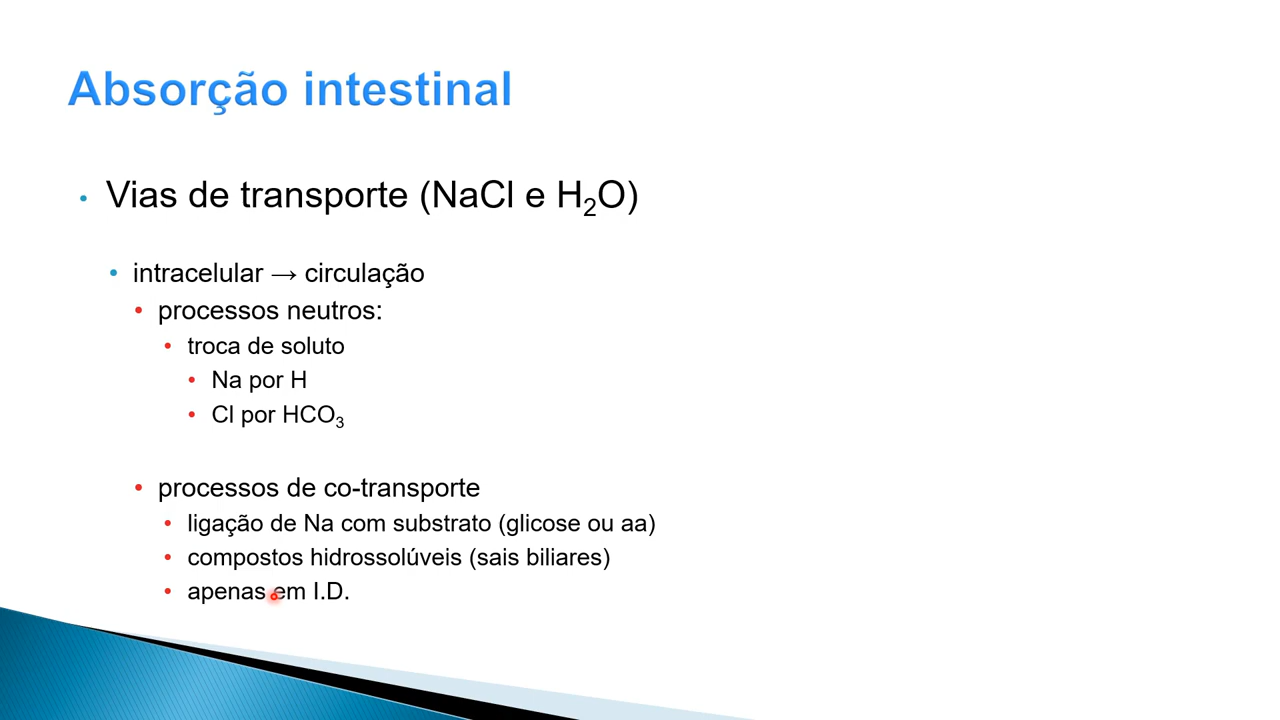 Absorção intestinal
• Vias de transporte (NaCl e H₂O)
• intracelular → circulação
• processos neutros:
• troca de soluto
• Na por H
• Cl por HCO₃
• processos de co-transporte
• ligação de Na com substrato (glicose ou aa)
• compostos hidrossolúveis (sais biliares)
• apenas em I.D.